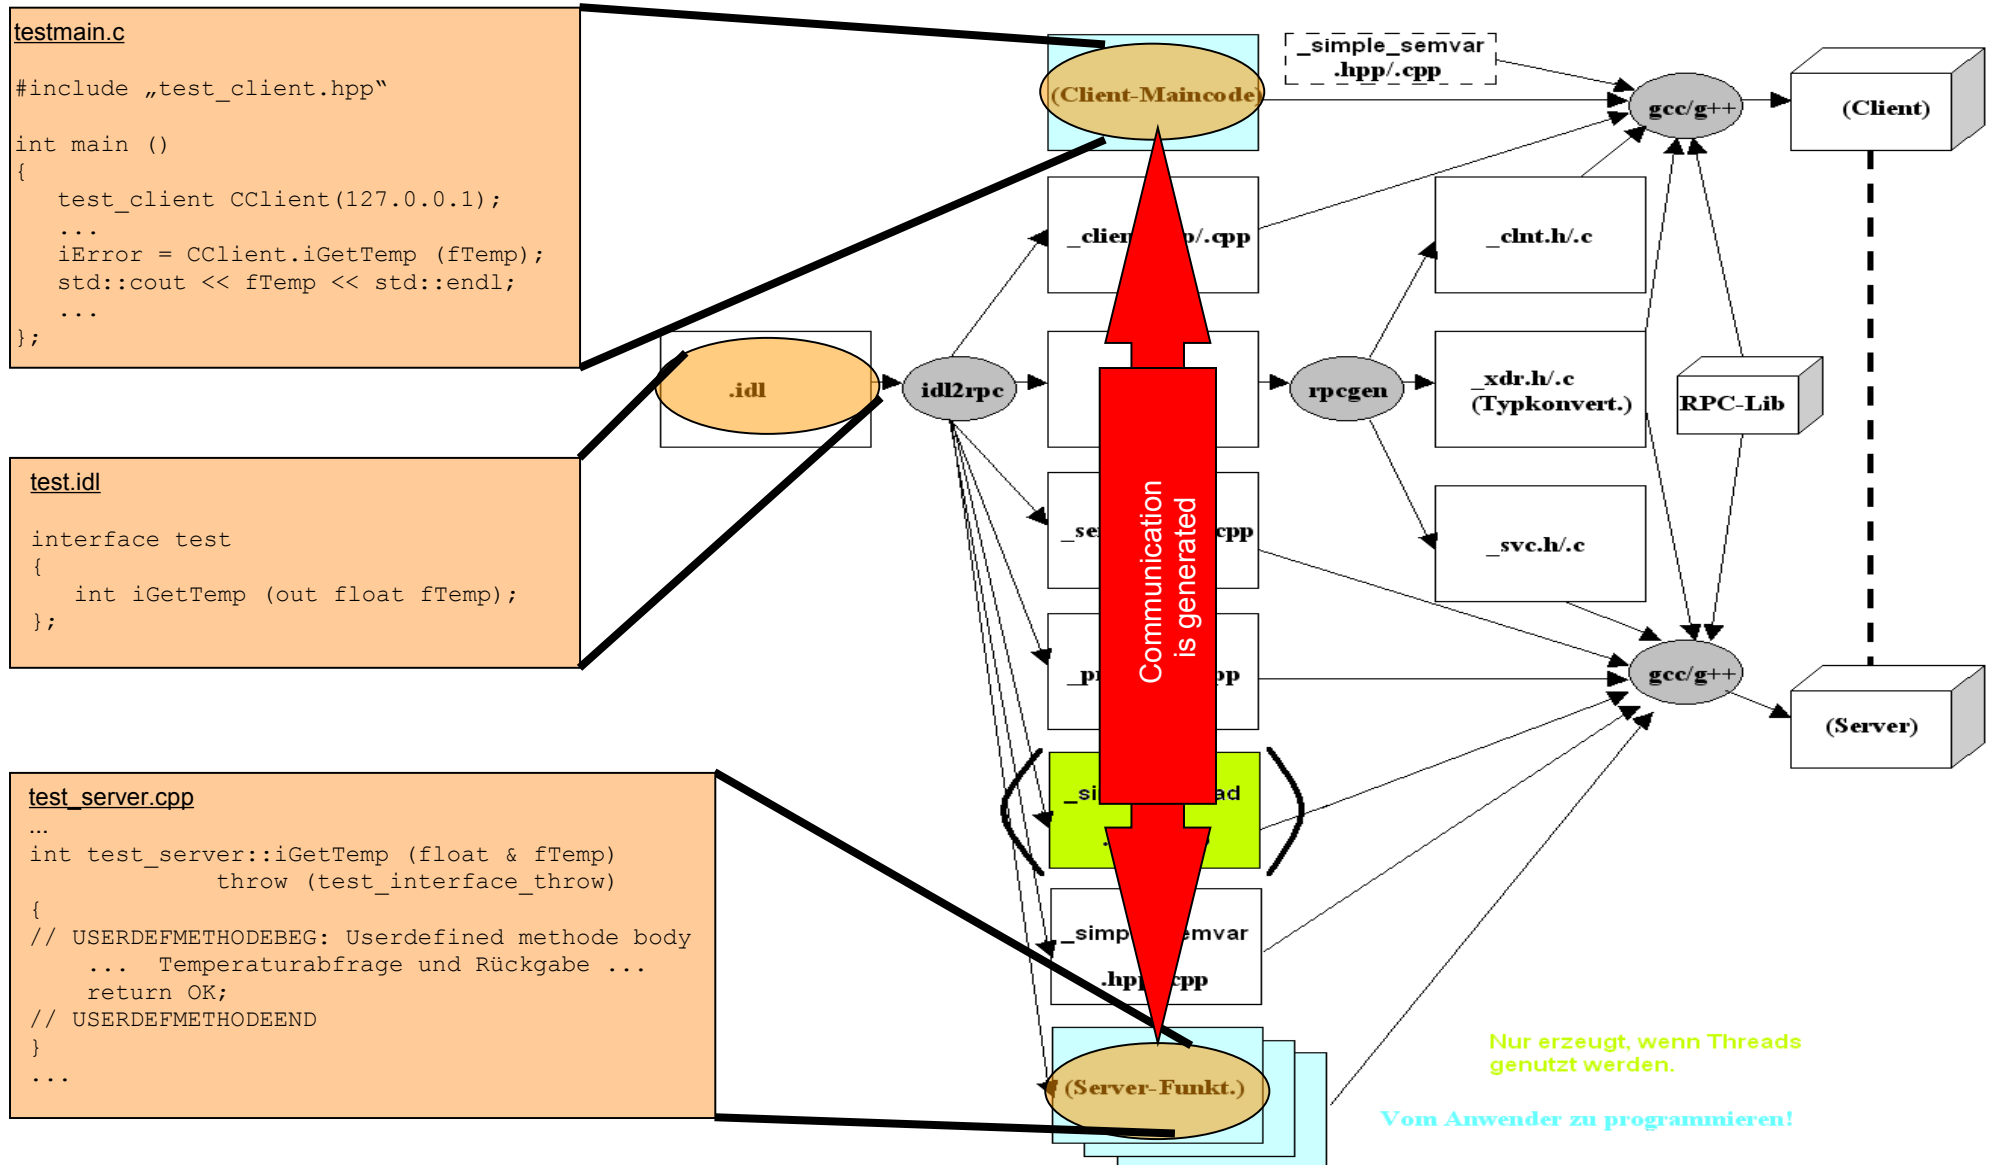 testmain.c
#include „test_client.hpp“
int main ()
{
test_client CClient(127.0.0.1);
...
iError = CClient.iGetTemp (fTemp);
std::cout << fTemp << std::endl;
...
};
test.idl
interface test
{
int iGetTemp (out float fTemp);
};
test_server.cpp
...
int test_server::iGetTemp (float & fTemp)
throw (test_interface_throw)
{
// USERDEFMETHODEBEG: Userdefined methode body
... Temperaturabfrage und Rückgabe ...
return OK;
// USERDEFMETHODEEND
}
...
.idl
idl2rpc
(Client-Maincode)
/.cpp
cpp
Communication
is generated
.hpp
cpp
(Server-Funkt.)
_simple_semvar
.hpp/.cpp
rpcgen
_clnt.h/.c
_xdr.h/.c
(Typkonvert.)
_svc.h/.c
gcc/g++
RPC-Lib
gcc/g++
(Client)
(Server)
Nur erzeugt, wenn Threads
genutzt werden.
Vom Anwender zu programmieren!